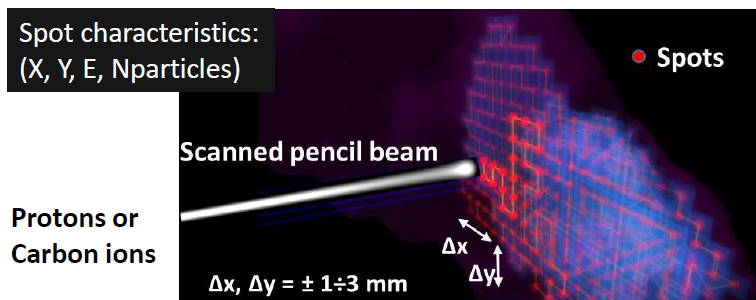 Spot characteristics:
(X, Y, E, Nparticles)
Spots
Scanned pencil beam
Protons or
Carbon ions
Δx
Δy
Δx, Δy = ± 1÷3 mm